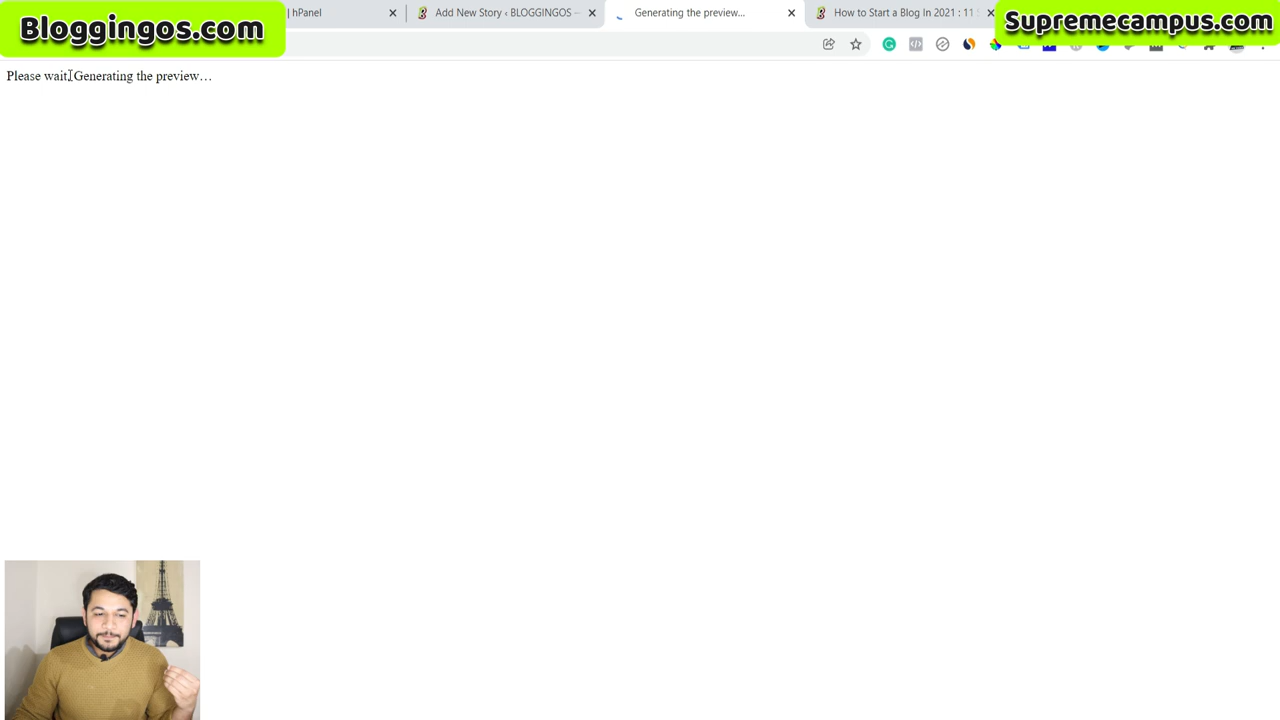 Bloggingos.com
| hPanel
Add New Story ‹ BLOGGINGOS —
Generating the preview…
How to Start a Blog In 2021 : 11
Supremecampus.com
Please wait. Generating the preview…